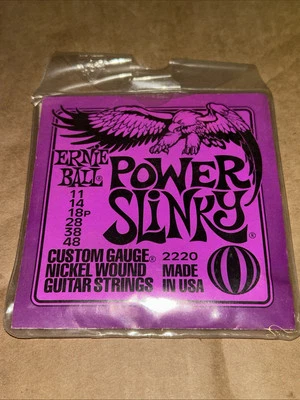 ERNIE
BALL®
POWER
SLINKY®
11
14
18P
28
38
48
CUSTOM GAUGE® 2220
NICKEL WOUND MADE
GUITAR STRINGS IN USA